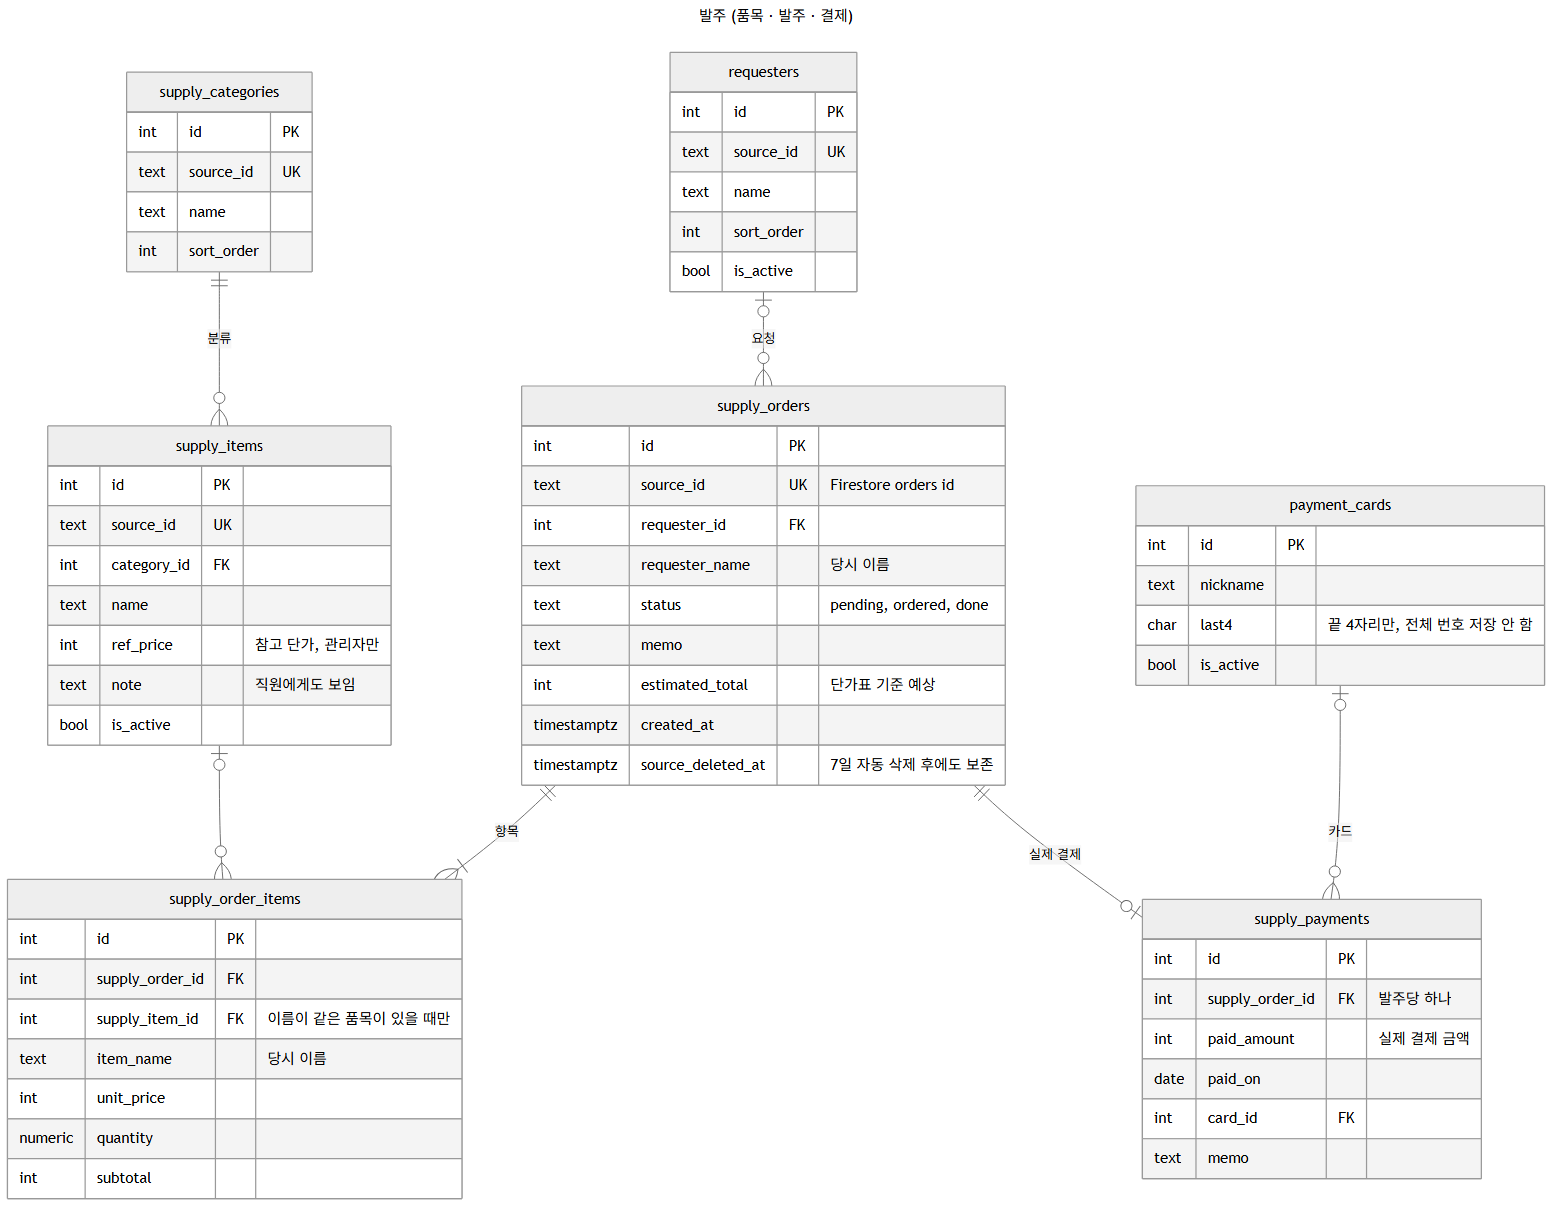 발주 (품목 · 발주 · 결제)
supply_categories
int id PK
text source_id UK
text name
int sort_order
requesters
int id PK
text source_id UK
text name
int sort_order
bool is_active
분류
요청
supply_items
int id PK
text source_id UK
int category_id FK
text name
int ref_price 참고 단가, 관리자만
text note 직원에게도 보임
bool is_active
supply_orders
int id PK
text source_id UK Firestore orders id
int requester_id FK
text requester_name 당시 이름
text status pending, ordered, done
text memo
int estimated_total 단가표 기준 예상
timestamptz created_at
timestamptz source_deleted_at 7일 자동 삭제 후에도 보존
payment_cards
int id PK
text nickname
char last4 끝 4자리만, 전체 번호 저장 안 함
bool is_active
항목
실제 결제
카드
supply_order_items
int id PK
int supply_order_id FK
int supply_item_id FK 이름이 같은 품목이 있을 때만
text item_name 당시 이름
int unit_price
numeric quantity
int subtotal
supply_payments
int id PK
int supply_order_id FK 발주당 하나
int paid_amount 실제 결제 금액
date paid_on
int card_id FK
text memo